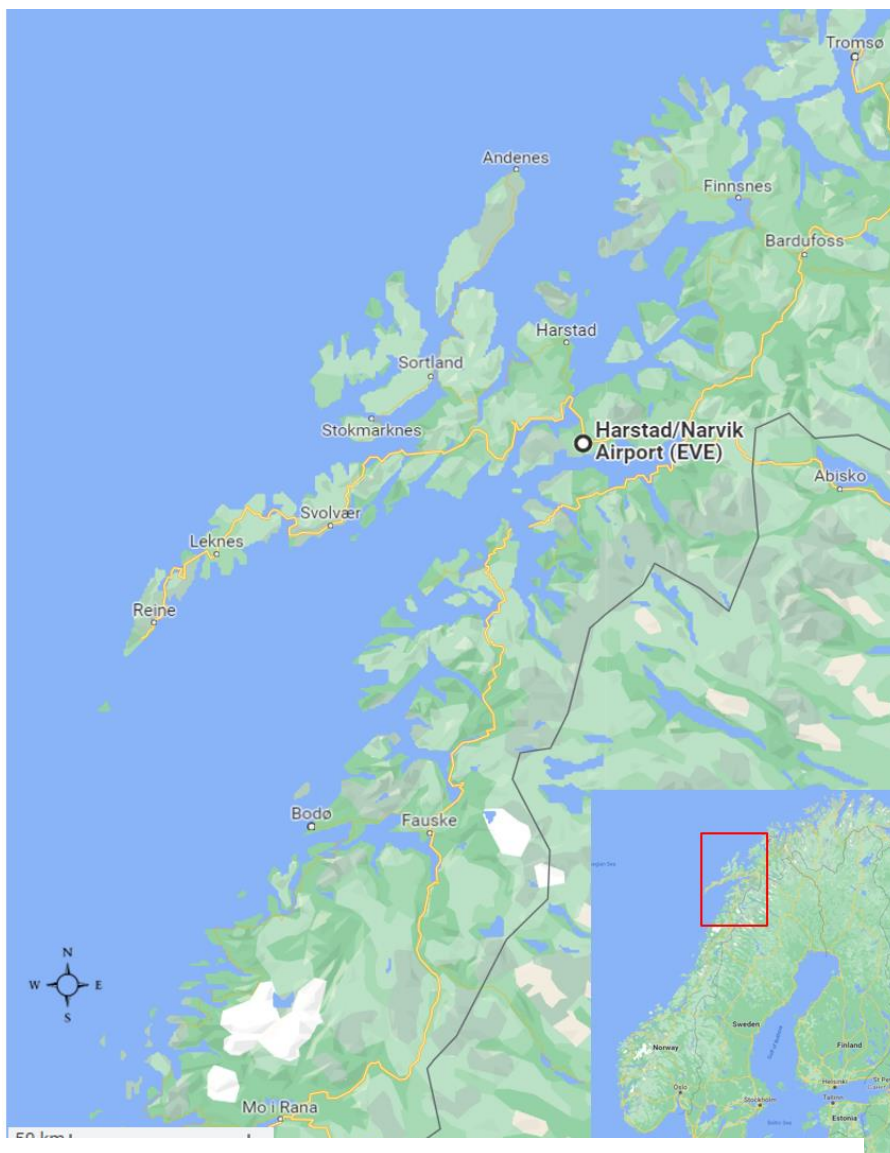 Tromsø
Andenes
Finnsnes
Bardufoss
Harstad
Sortland
Stokmarknes
Harstad/Narvik
Airport (EVE)
Abisko
Svolvær
Leknes
Reine
Bodø
Fauske
N
W E
S
Mo i Rana
Sweden
Norway
Finland
Oslo
Helsinki
Stockholm
Tallinn
Estonia